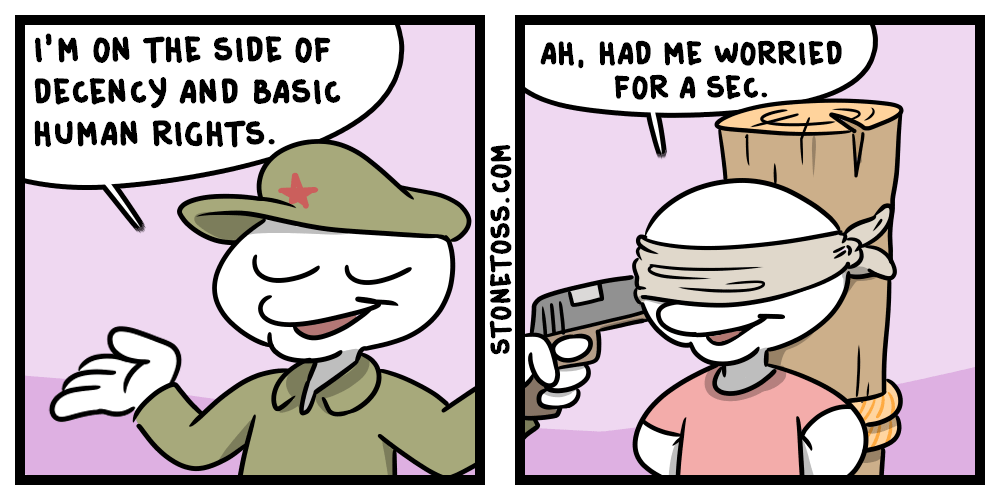 I'M ON THE SIDE OF
DECENCY AND BASIC
HUMAN RIGHTS.
STONETOSS.COM
AH, HAD ME WORRIED
FOR A SEC.